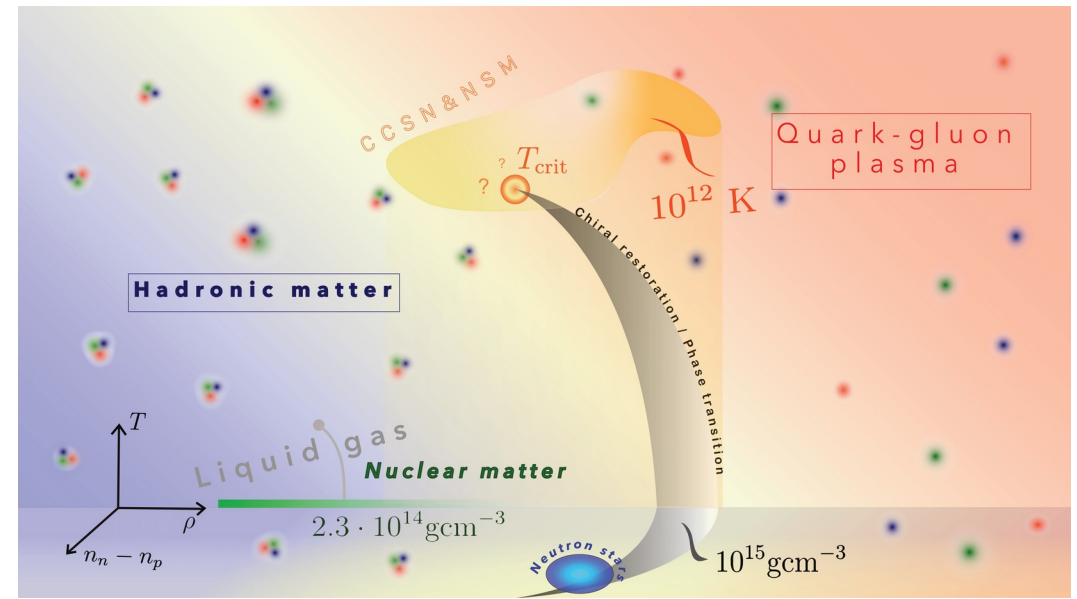 CCSN&NSM
Quark-gluon
plasma
? T_crit
?
10^12 K
Chiral restoration / Phase transition
Hadronic matter
T
Liquid gas
Nuclear matter
ρ
2.3 · 10^14 gcm^−3
n_n − n_p
Neutron stars
10^15 gcm^−3